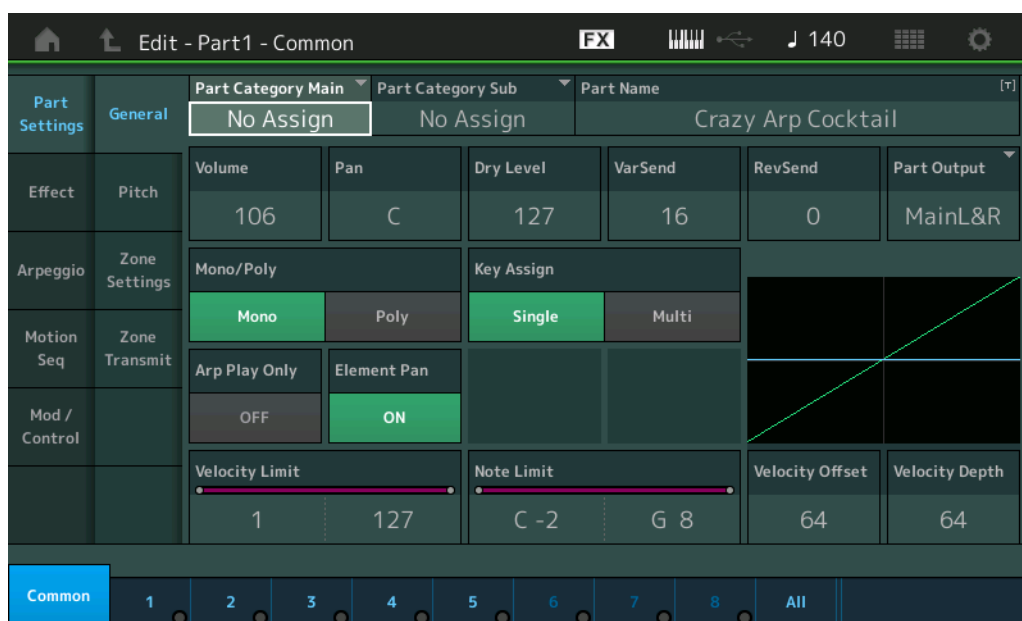 Edit - Part1 - Common
FX
♩ 140
Part Settings
Effect
Arpeggio
Motion Seq
Mod / Control
General
Pitch
Zone Settings
Zone Transmit
Part Category Main
No Assign
Part Category Sub
No Assign
Part Name
[T]
Crazy Arp Cocktail
Volume
106
Pan
C
Dry Level
127
VarSend
16
RevSend
0
Part Output
MainL&R
Mono/Poly
Mono
Poly
Key Assign
Single
Multi
Arp Play Only
OFF
Element Pan
ON
Velocity Limit
1
127
Note Limit
C -2
G 8
Velocity Offset
64
Velocity Depth
64
Common
1
2
3
4
5
6
7
8
All